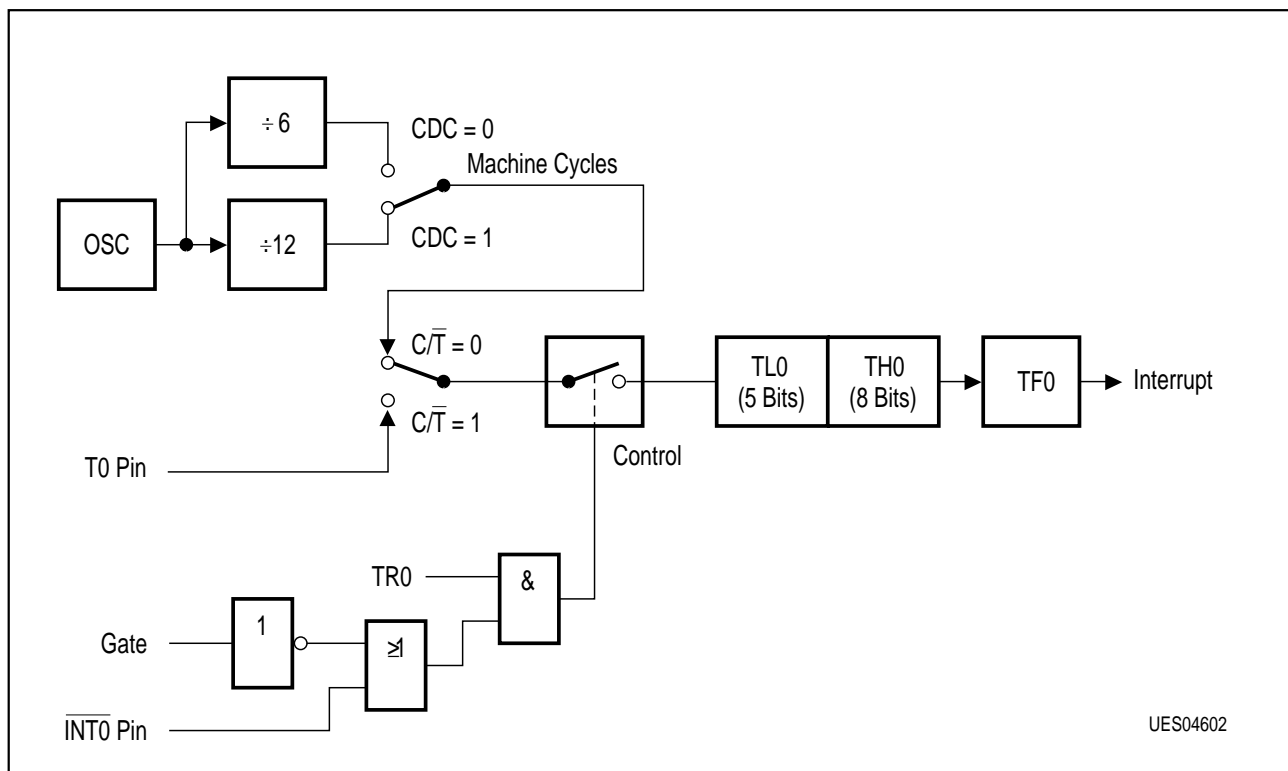 ÷ 6
CDC = 0
Machine Cycles
OSC
÷12
CDC = 1
C/T̅ = 0
TL0
(5 Bits)
TH0
(8 Bits)
TF0
Interrupt
C/T̅ = 1
T0 Pin
Control
TR0
&
Gate
1
≥1
I̅N̅T̅0̅ Pin
UES04602